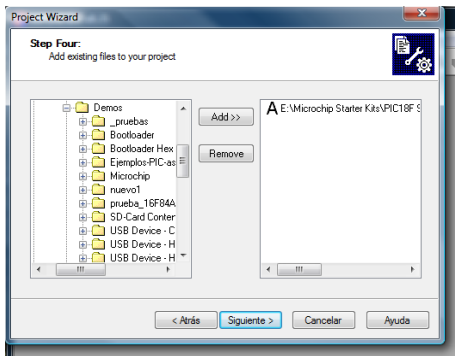 Project Wizard
Step Four:
Add existing files to your project
Demos
_pruebas
Bootloader
Bootloader Hex
Ejemplos-PIC-as
Microchip
nuevo1
prueba_16F84A
SD-Card Conter
USB Device - C
USB Device - H
USB Device - H
Add >>
Remove
A E:\Microchip Starter Kits\PIC18F S
< Atrás
Siguiente >
Cancelar
Ayuda